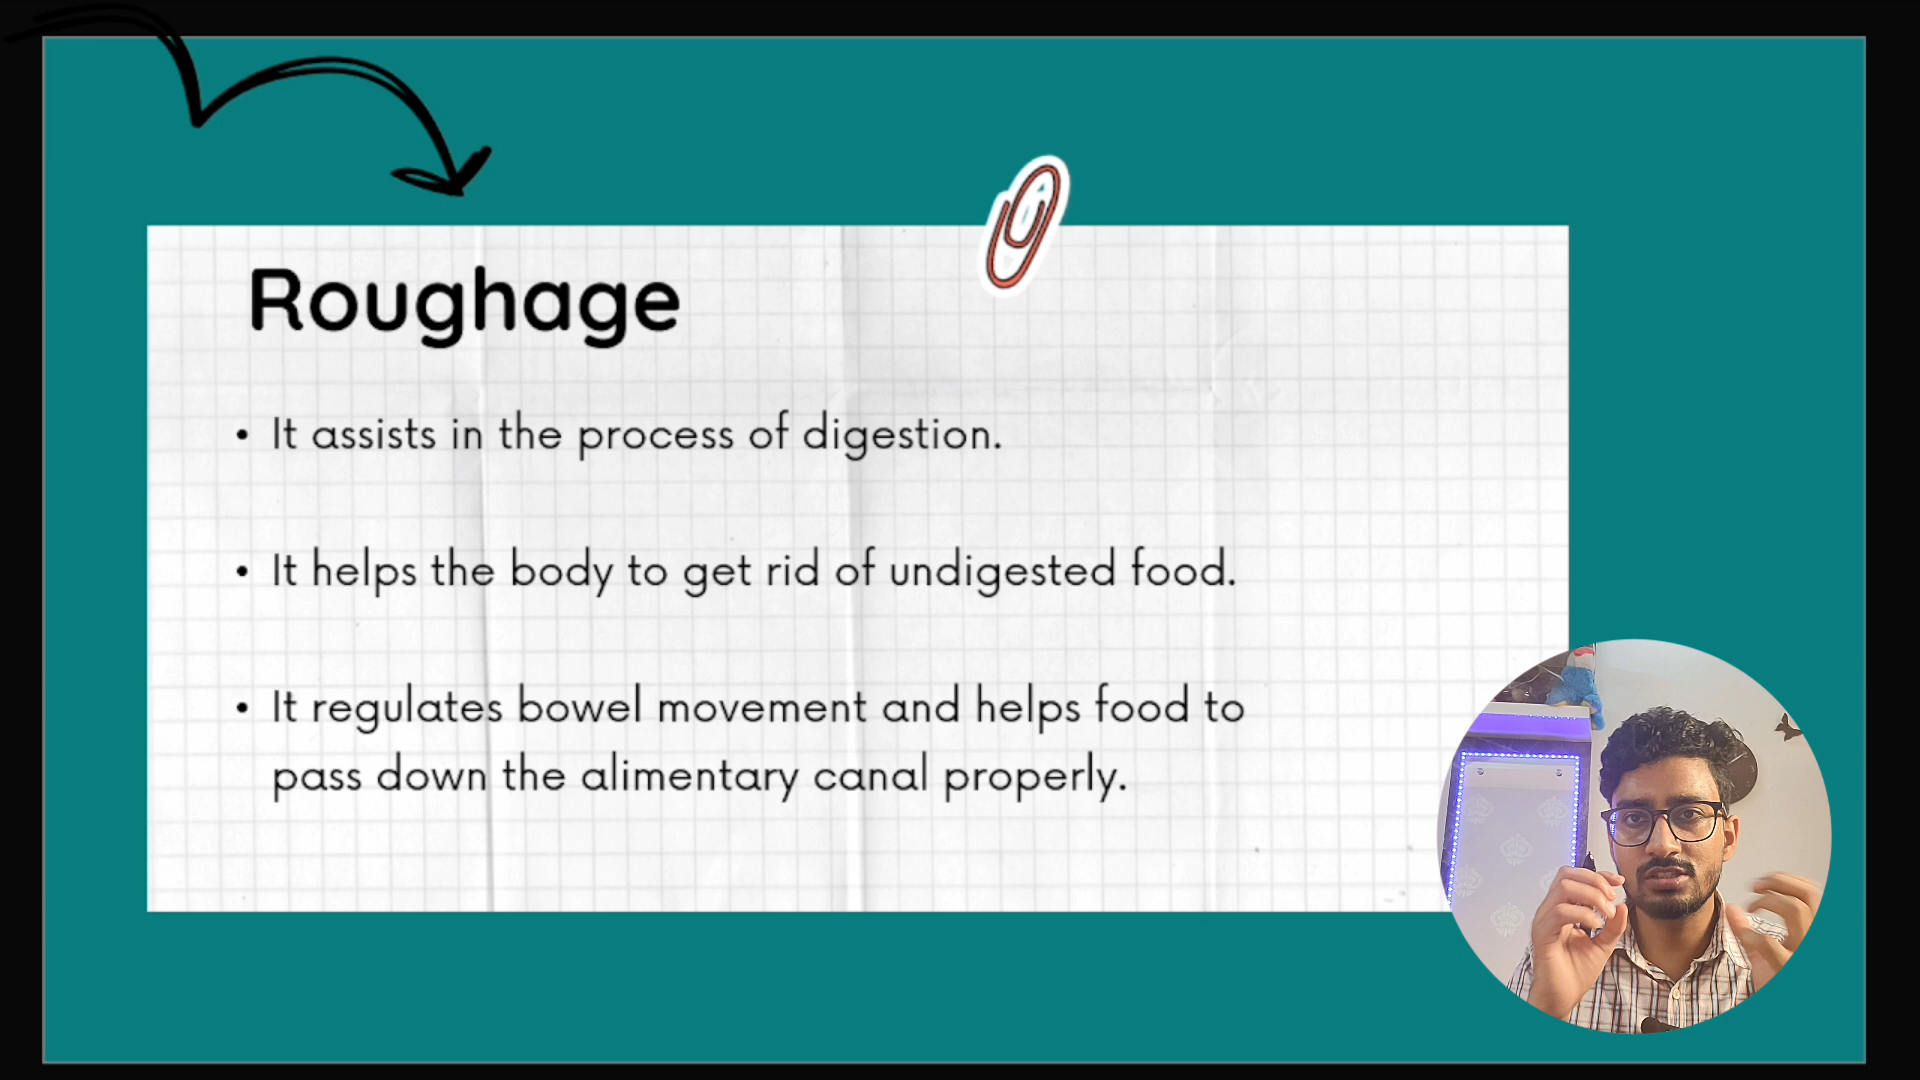 Roughage
• It assists in the process of digestion.
• It helps the body to get rid of undigested food.
• It regulates bowel movement and helps food to
pass down the alimentary canal properly.